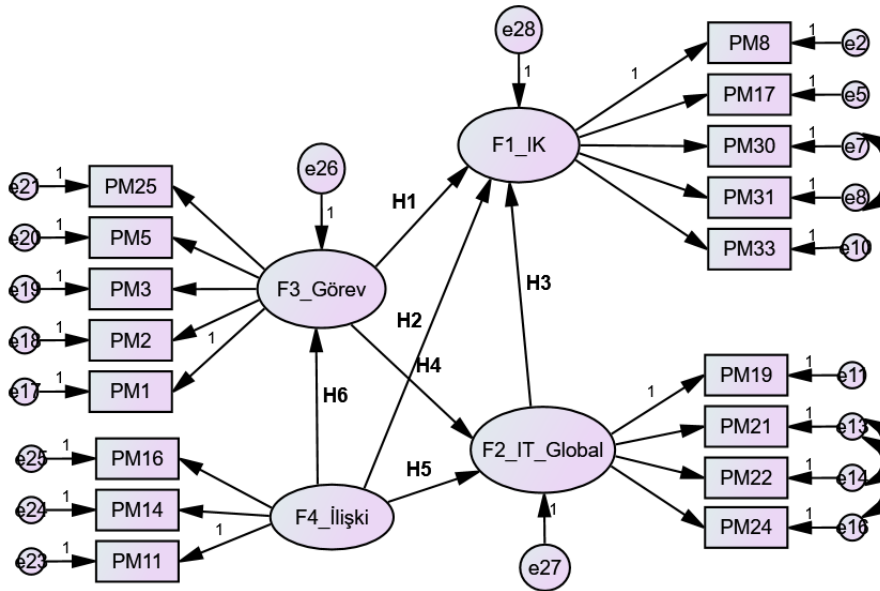 e28
1
F1_IK
1
PM8
1
e2
PM17
1
e5
PM30
1
e7
PM31
1
e8
PM33
1
e10
e21
1
PM25
e20
1
PM5
e19
1
PM3
e18
1
PM2
e17
1
PM1
1
e26
1
F3_Görev
H1
H2
H3
H4
H5
H6
e25
1
PM16
e24
1
PM14
e23
1
PM11
1
F4_İlişki
F2_IT_Global
1
e27
1
PM19
1
e11
PM21
1
e13
PM22
1
e14
PM24
1
e16